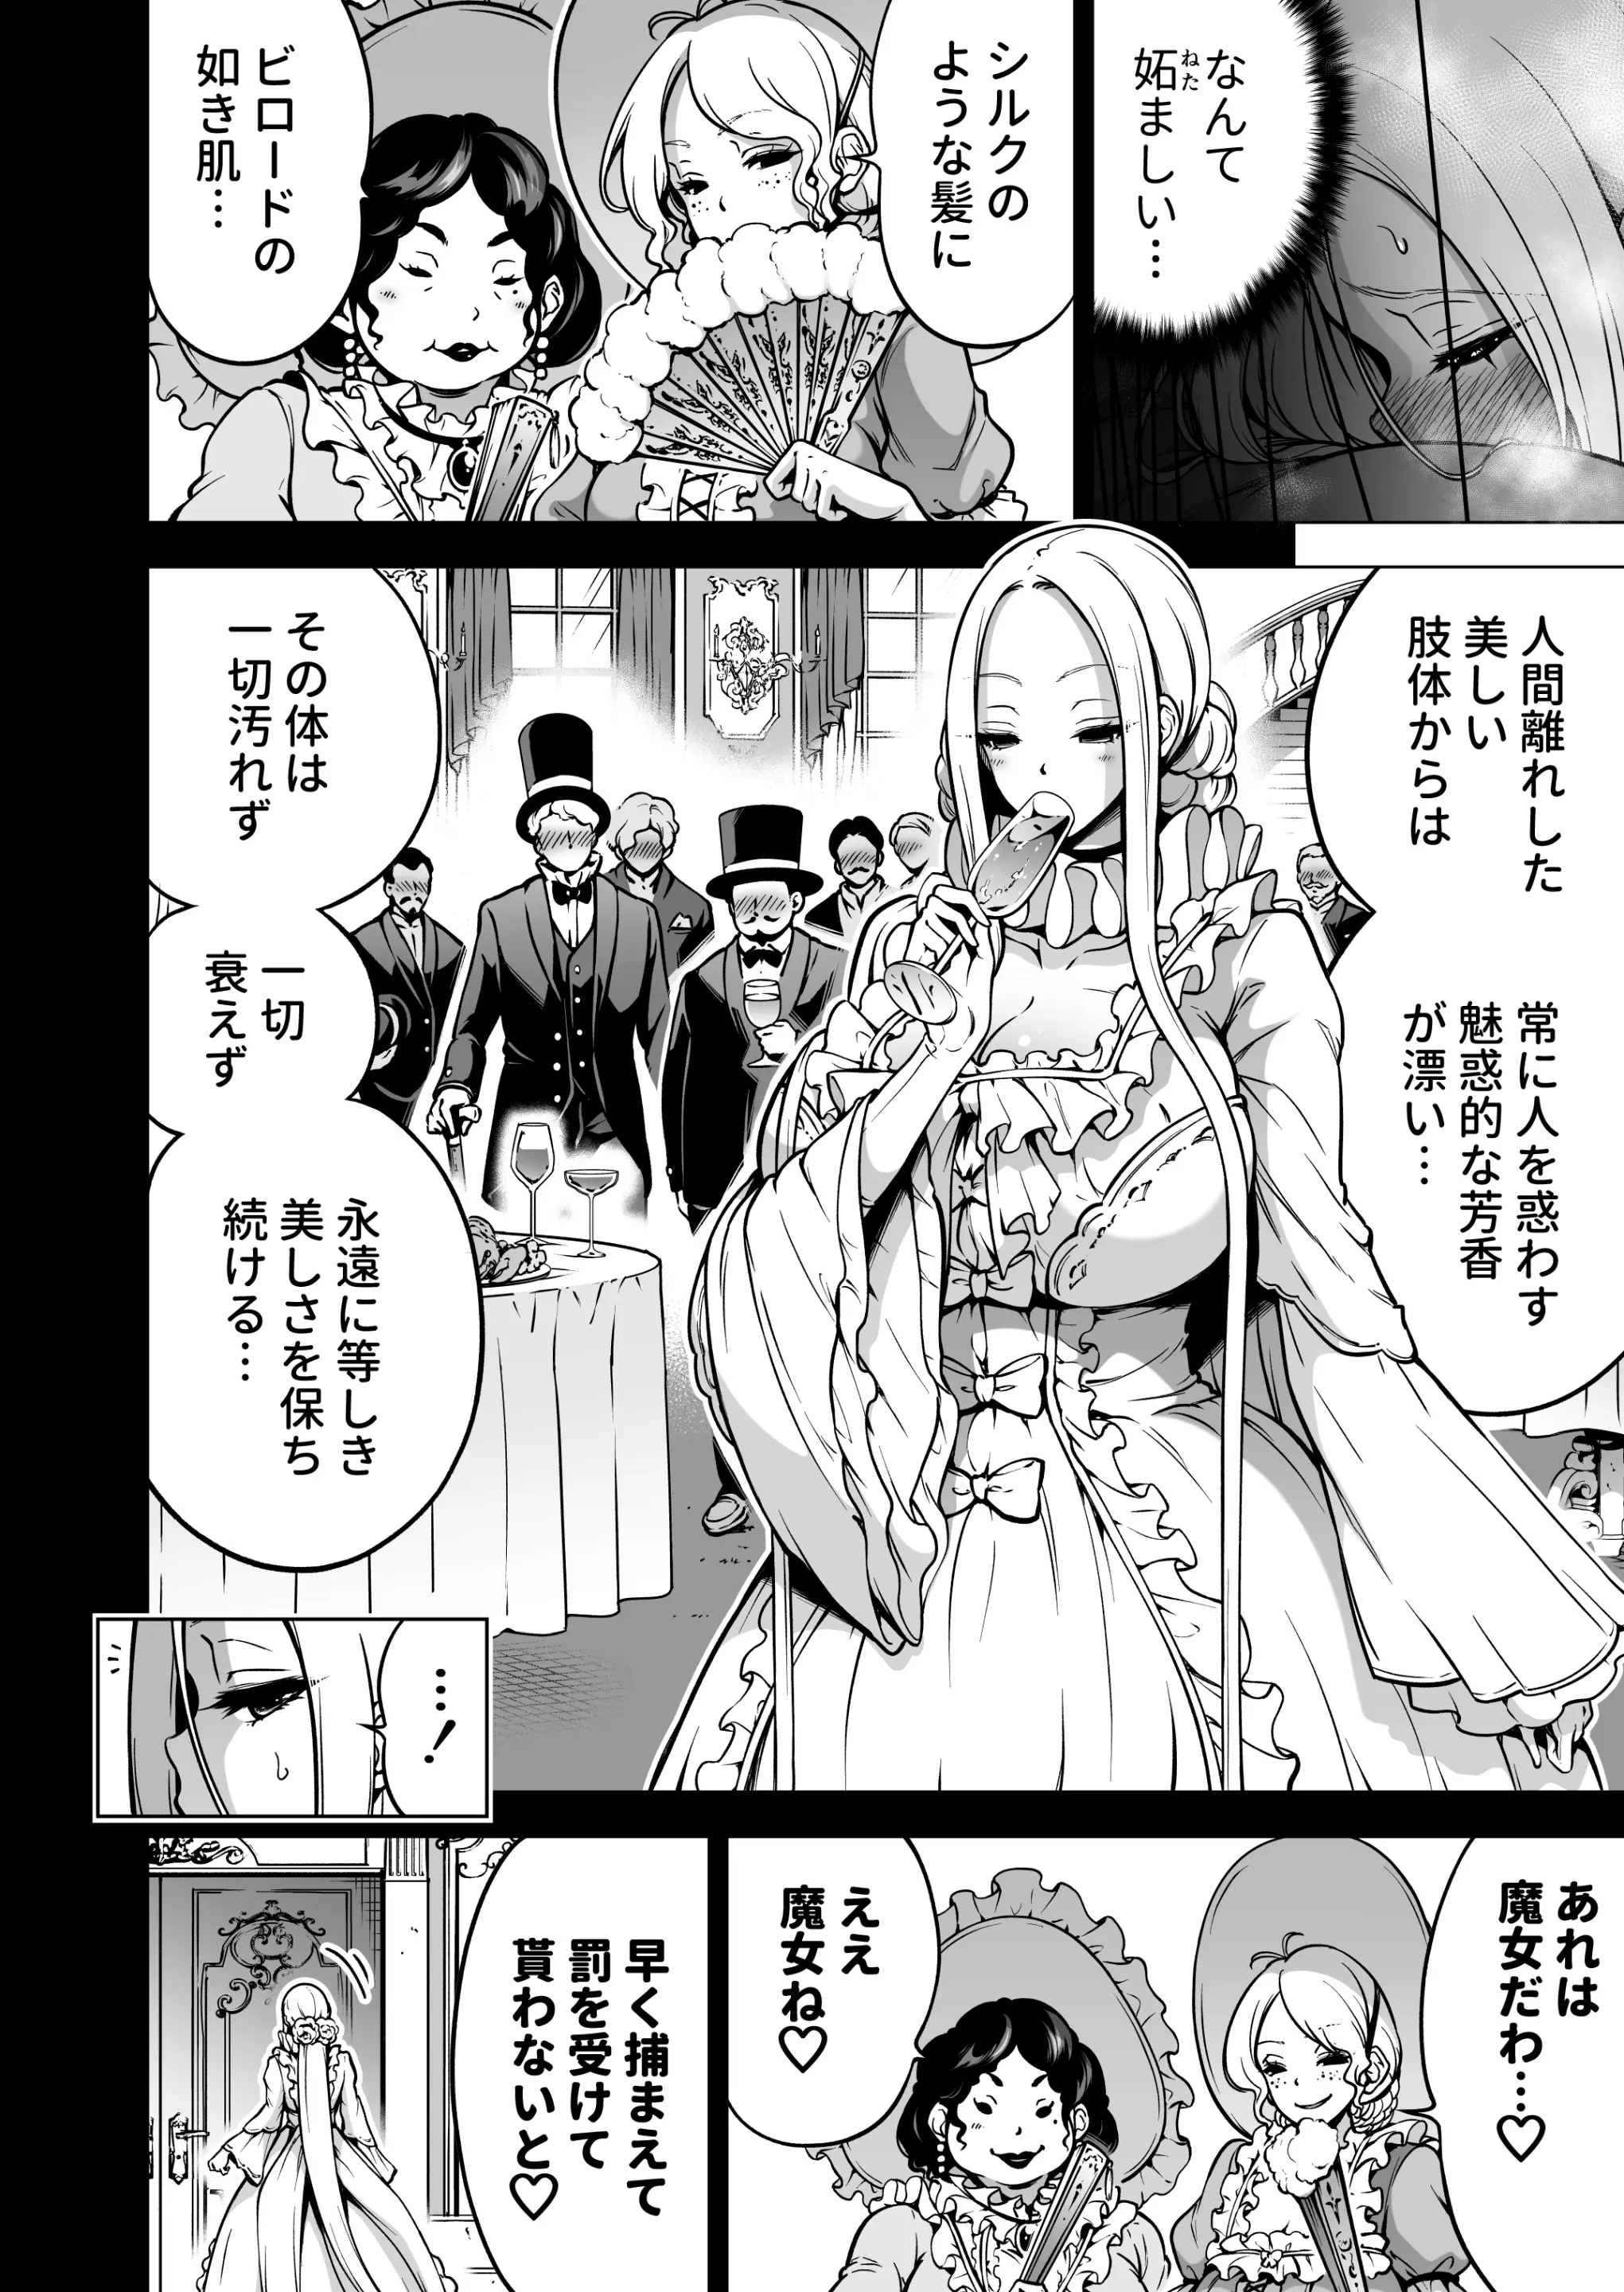 なんて
妬ましい…
ねた
シルクの
ような髪に
ビロードの
如き肌…
人間離れした
美しい
肢体からは
常に人を惑わす
魅惑的な芳香
が漂い…
その体は
一切汚れず
一切
衰えず
永遠に等しき
美しさを保ち
続ける…
…!
あれは
魔女だわ…♡
ええ
魔女ね♡
早く捕まえて
罰を受けて
貰わないと♡